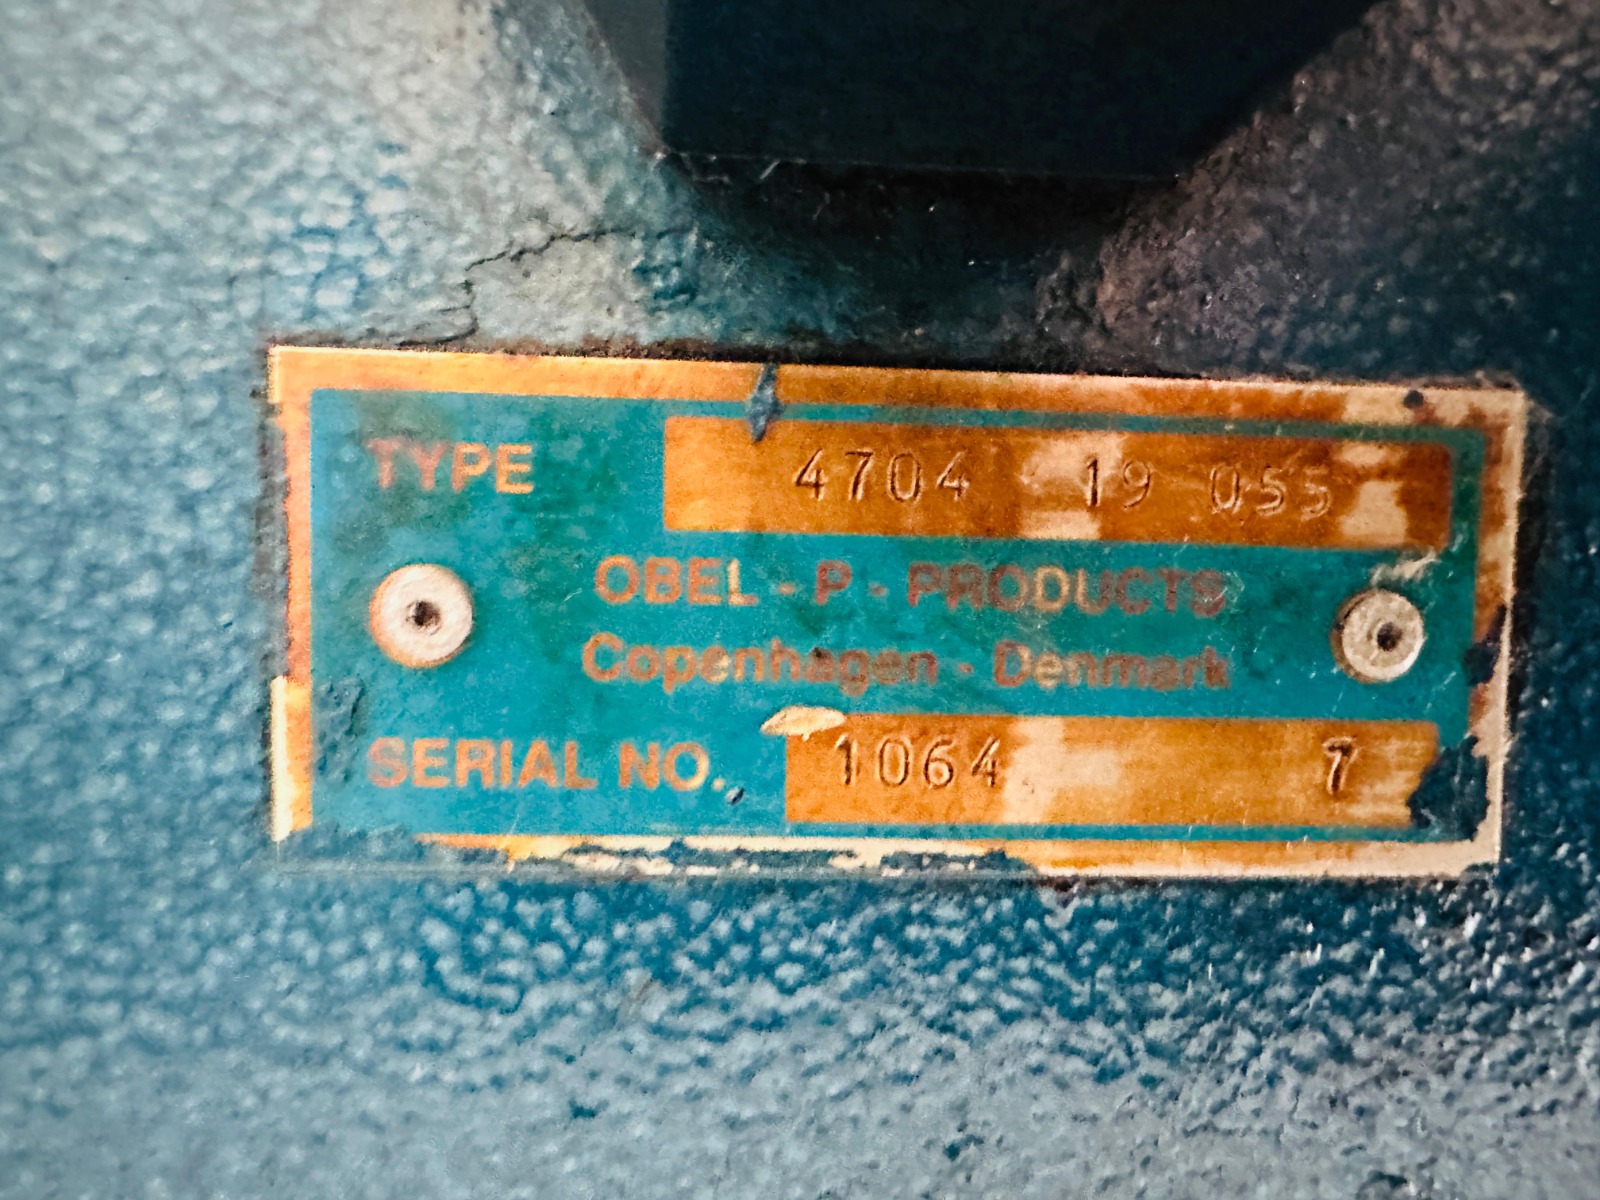 TYPE 4704 19 055
OBEL - P - PRODUCTS
Copenhagen - Denmark
SERIAL NO. 1064 7